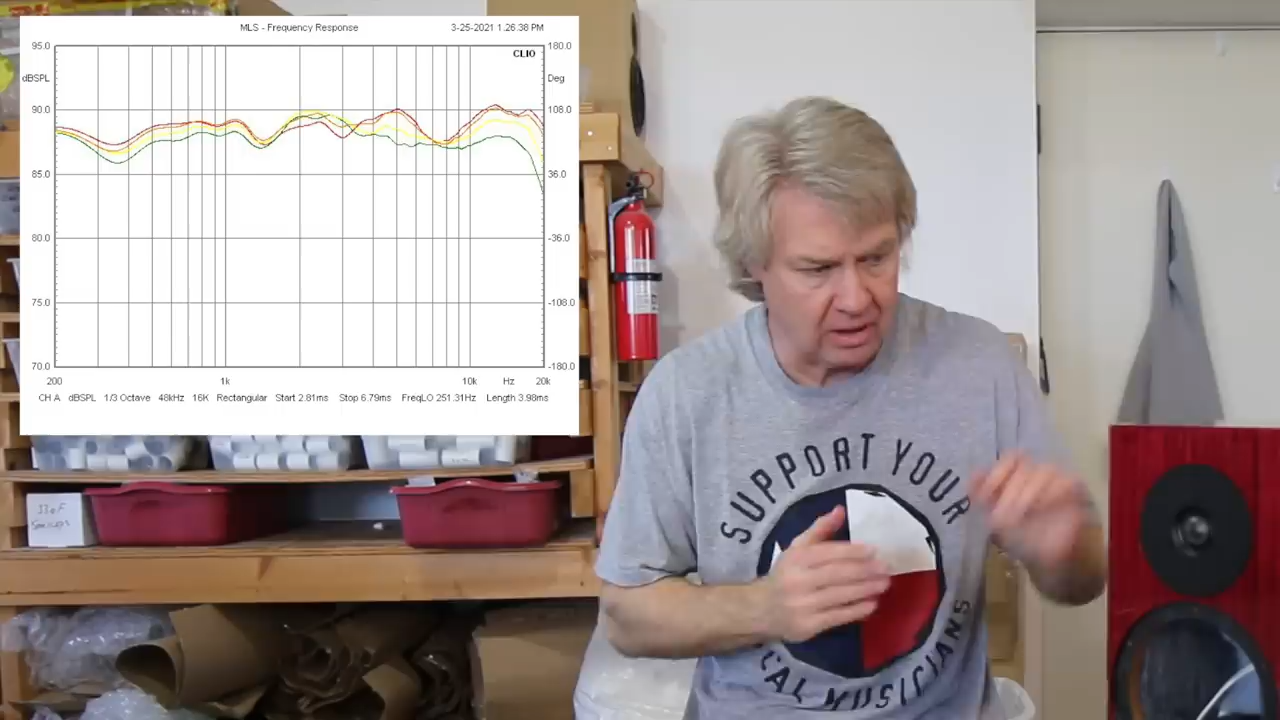 MLS - Frequency Response 3-25-2021 1.26.38 PM
95.0 180.0
CLIO
dBSPL Deg
90.0 108.0
85.0 36.0
80.0 -36.0
75.0 -108.0
70.0 -180.0
200 1k 10k Hz 20k
CH A dBSPL 1/3 Octave 48kHz 16K Rectangular Start 2.81ms Stop 6.79ms FreqLO 251.31Hz Length 3.98ms
SUPPORT YOUR
CAL MUSICIANS